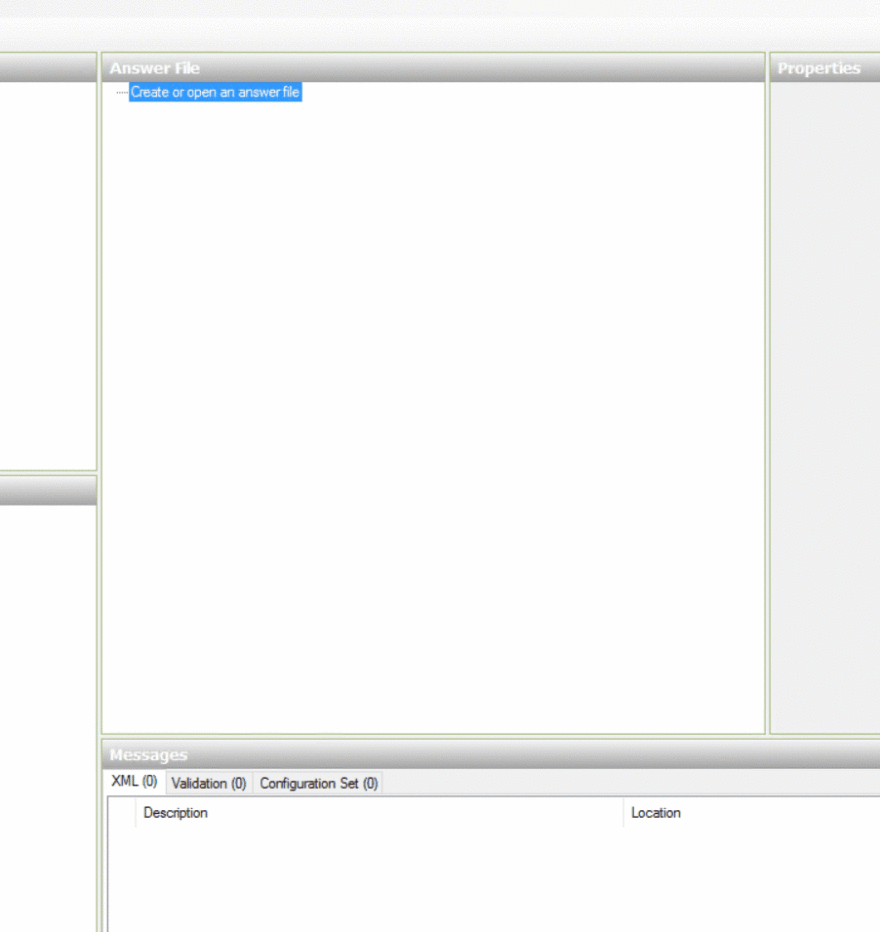 Answer File
Properties
Create or open an answer file
Messages
XML (0) Validation (0) Configuration Set (0)
Description Location